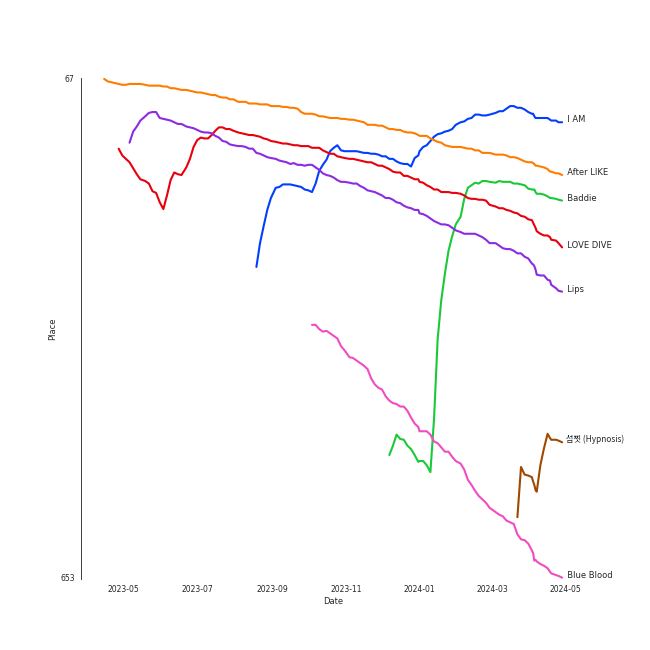 67
I AM
After LIKE
Baddie
LOVE DIVE
Lips
Place
섬찟 (Hypnosis)
Blue Blood
653
2023-05 2023-07 2023-09 2023-11 2024-01 2024-03 2024-05
Date